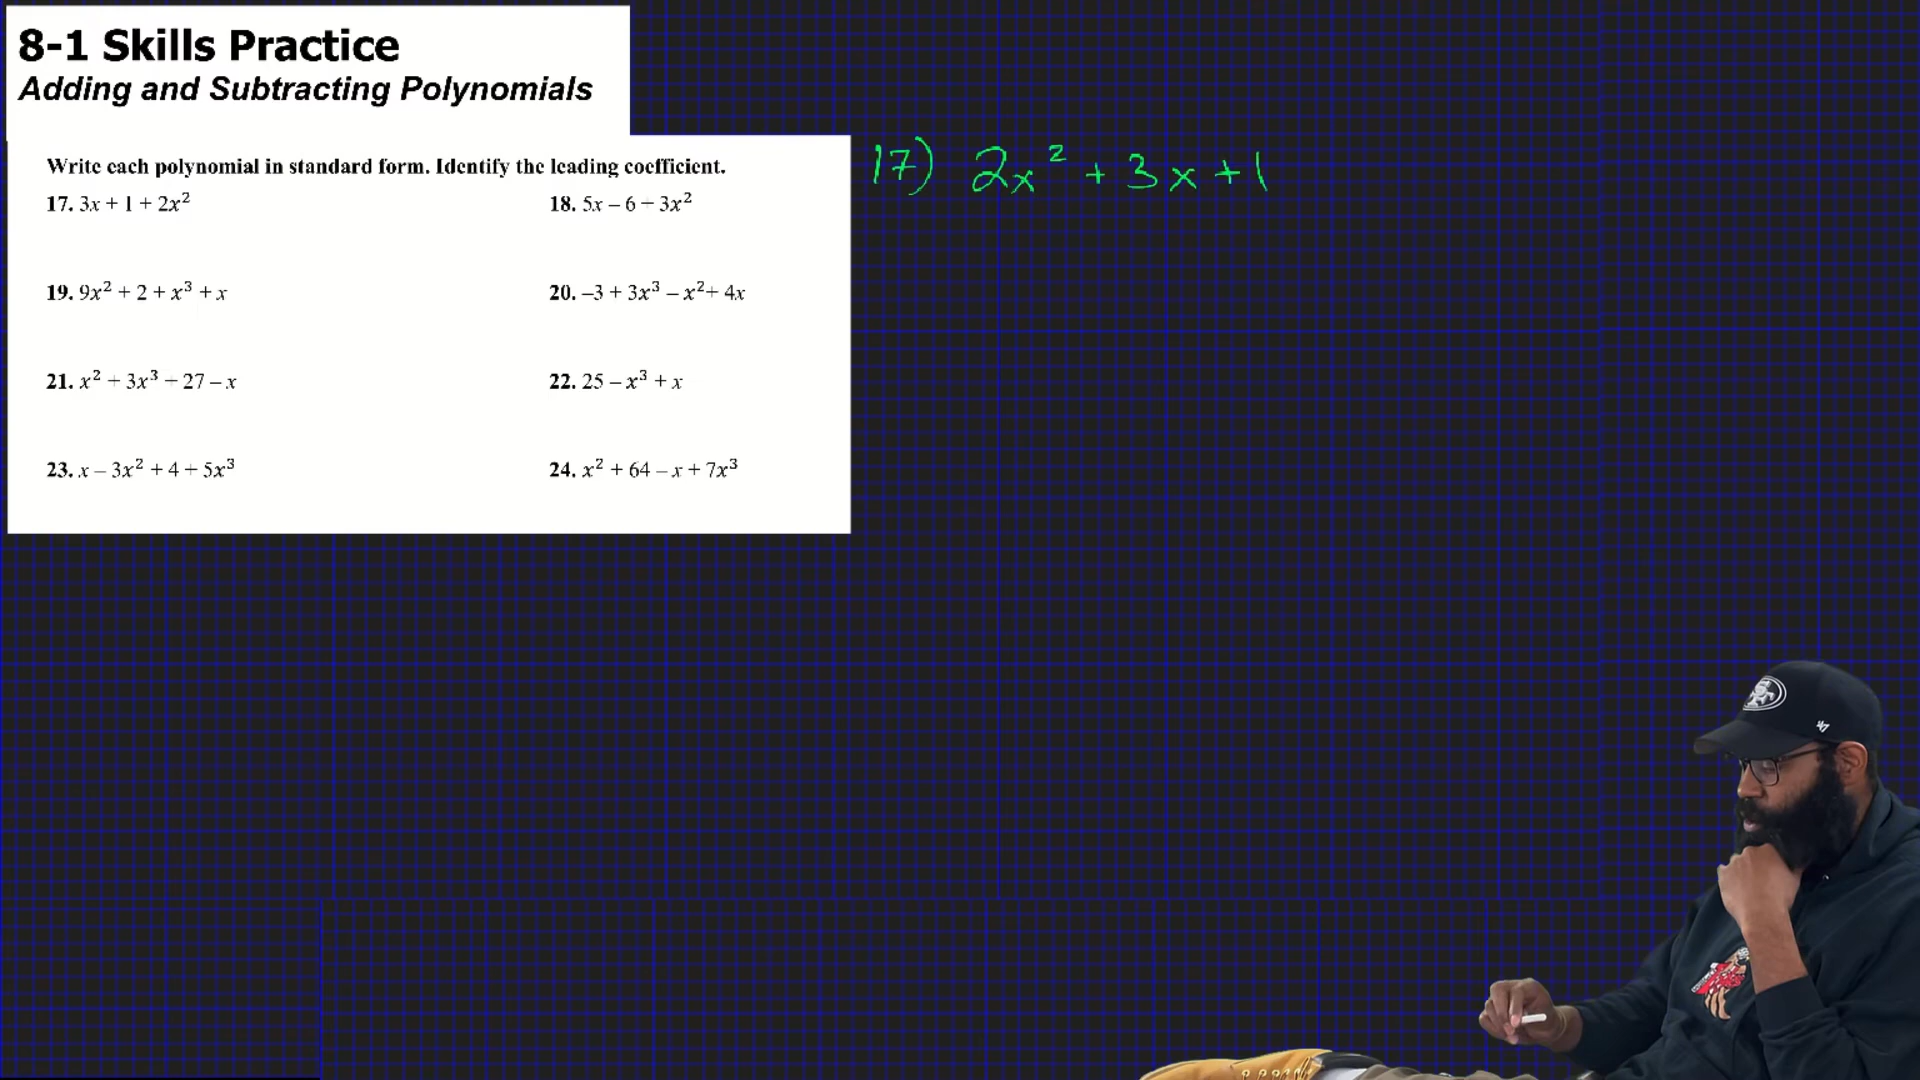 8-1 Skills Practice
Adding and Subtracting Polynomials
Write each polynomial in standard form. Identify the leading coefficient.
17. 3x + 1 + 2x²
18. 5x – 6 + 3x²
19. 9x² + 2 + x³ + x
20. –3 + 3x³ – x²+ 4x
21. x² + 3x³ + 27 – x
22. 25 – x³ + x
23. x – 3x² + 4 + 5x³
24. x² + 64 – x + 7x³
17) 2x² + 3x + 1
47